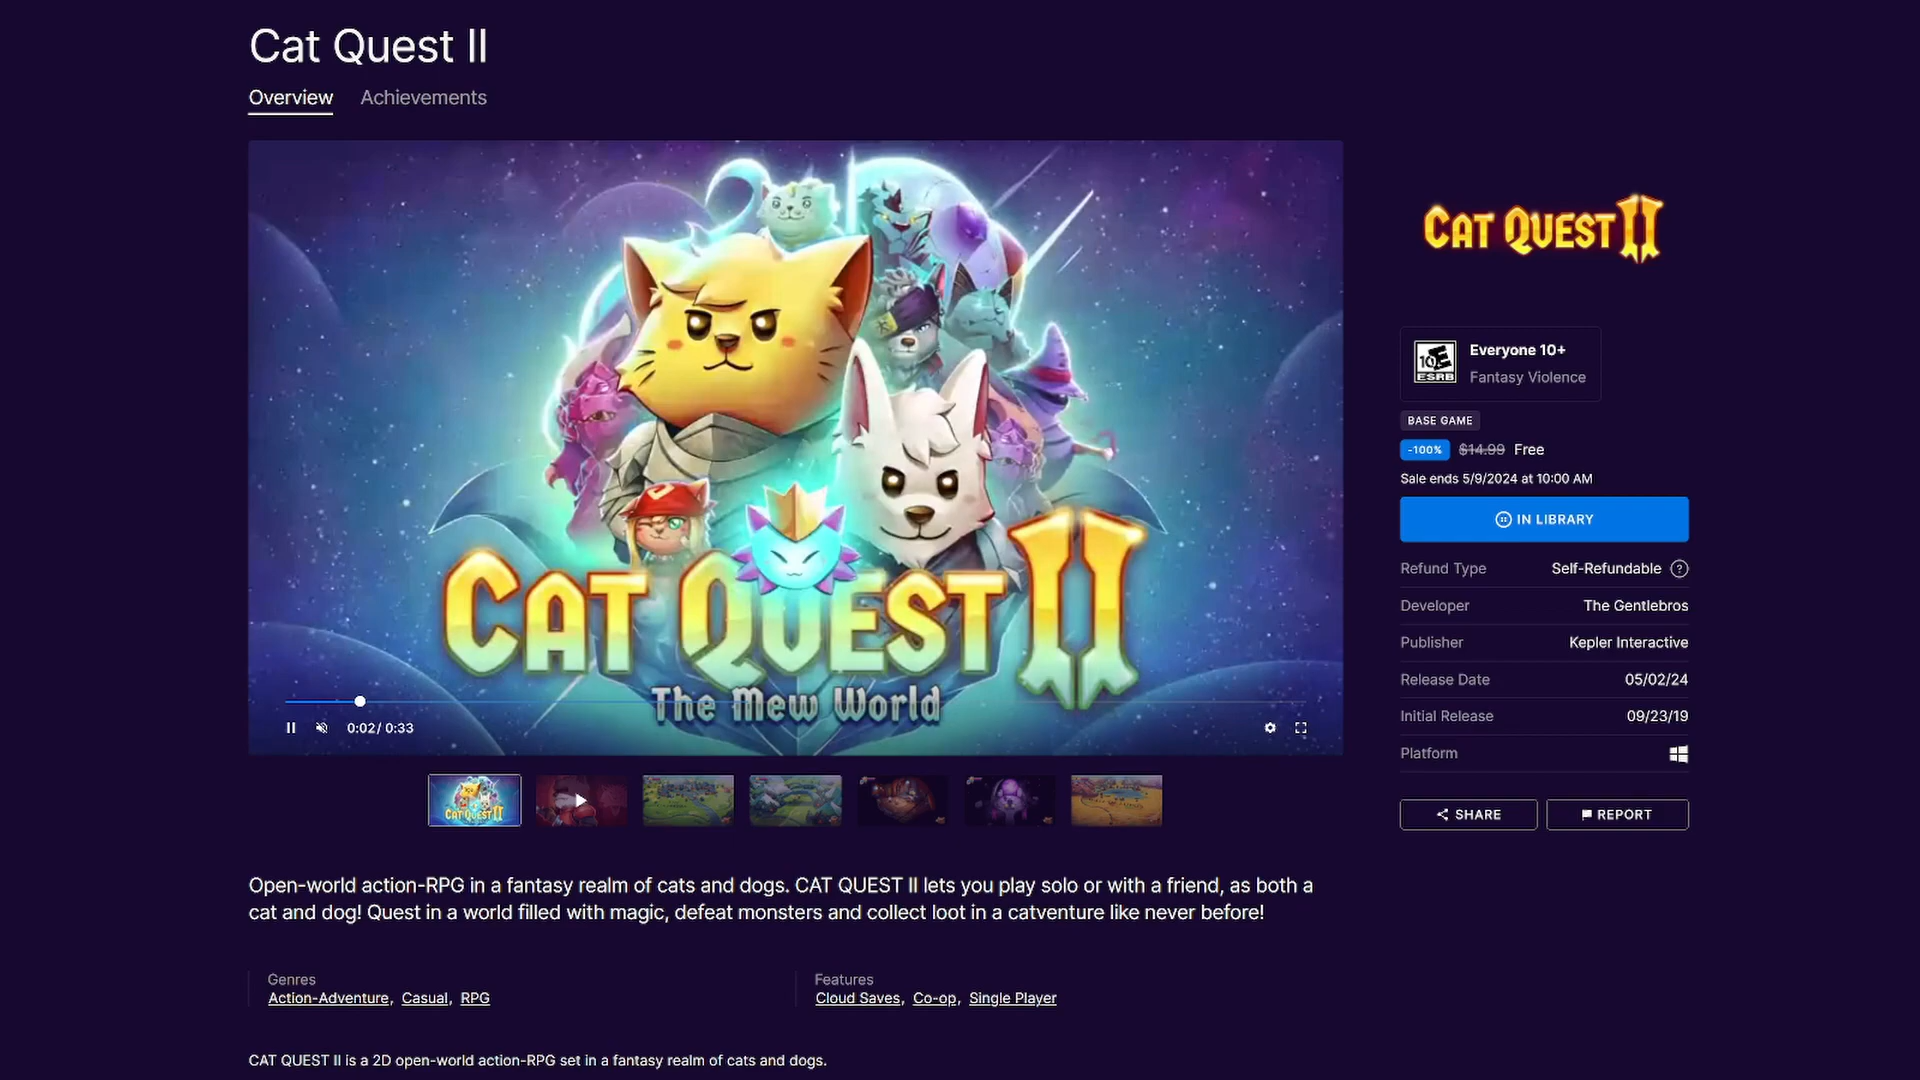 Cat Quest II
Overview
Achievements
CAT QUEST II
The Mew World
0:02 / 0:33
CAT QUEST II
CAT QUEST II
E
10+
ESRB
Everyone 10+
Fantasy Violence
BASE GAME
-100% $14.99 Free
Sale ends 5/9/2024 at 10:00 AM
IN LIBRARY
Refund Type Self-Refundable ?
Developer The Gentlebros
Publisher Kepler Interactive
Release Date 05/02/24
Initial Release 09/23/19
Platform
SHARE
REPORT
Open-world action-RPG in a fantasy realm of cats and dogs. CAT QUEST II lets you play solo or with a friend, as both a
cat and dog! Quest in a world filled with magic, defeat monsters and collect loot in a catventure like never before!
Genres
Action-Adventure, Casual, RPG
Features
Cloud Saves, Co-op, Single Player
CAT QUEST II is a 2D open-world action-RPG set in a fantasy realm of cats and dogs.